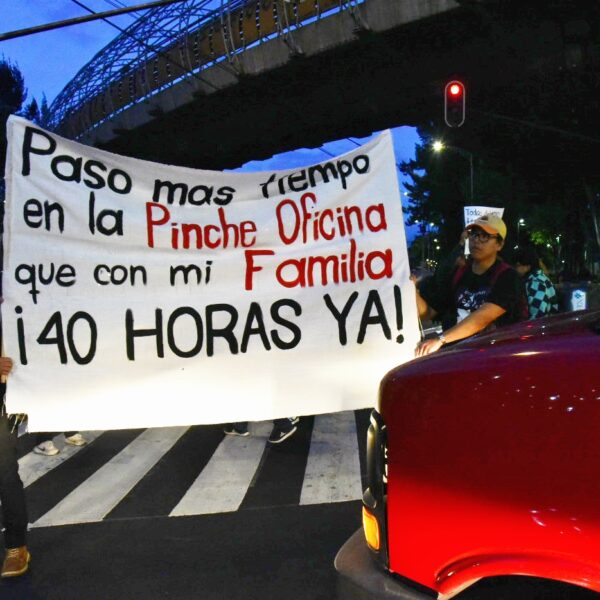 Paso mas Tiempo
en la Pinche Oficina
que con mi Familia
¡40 HORAS YA!